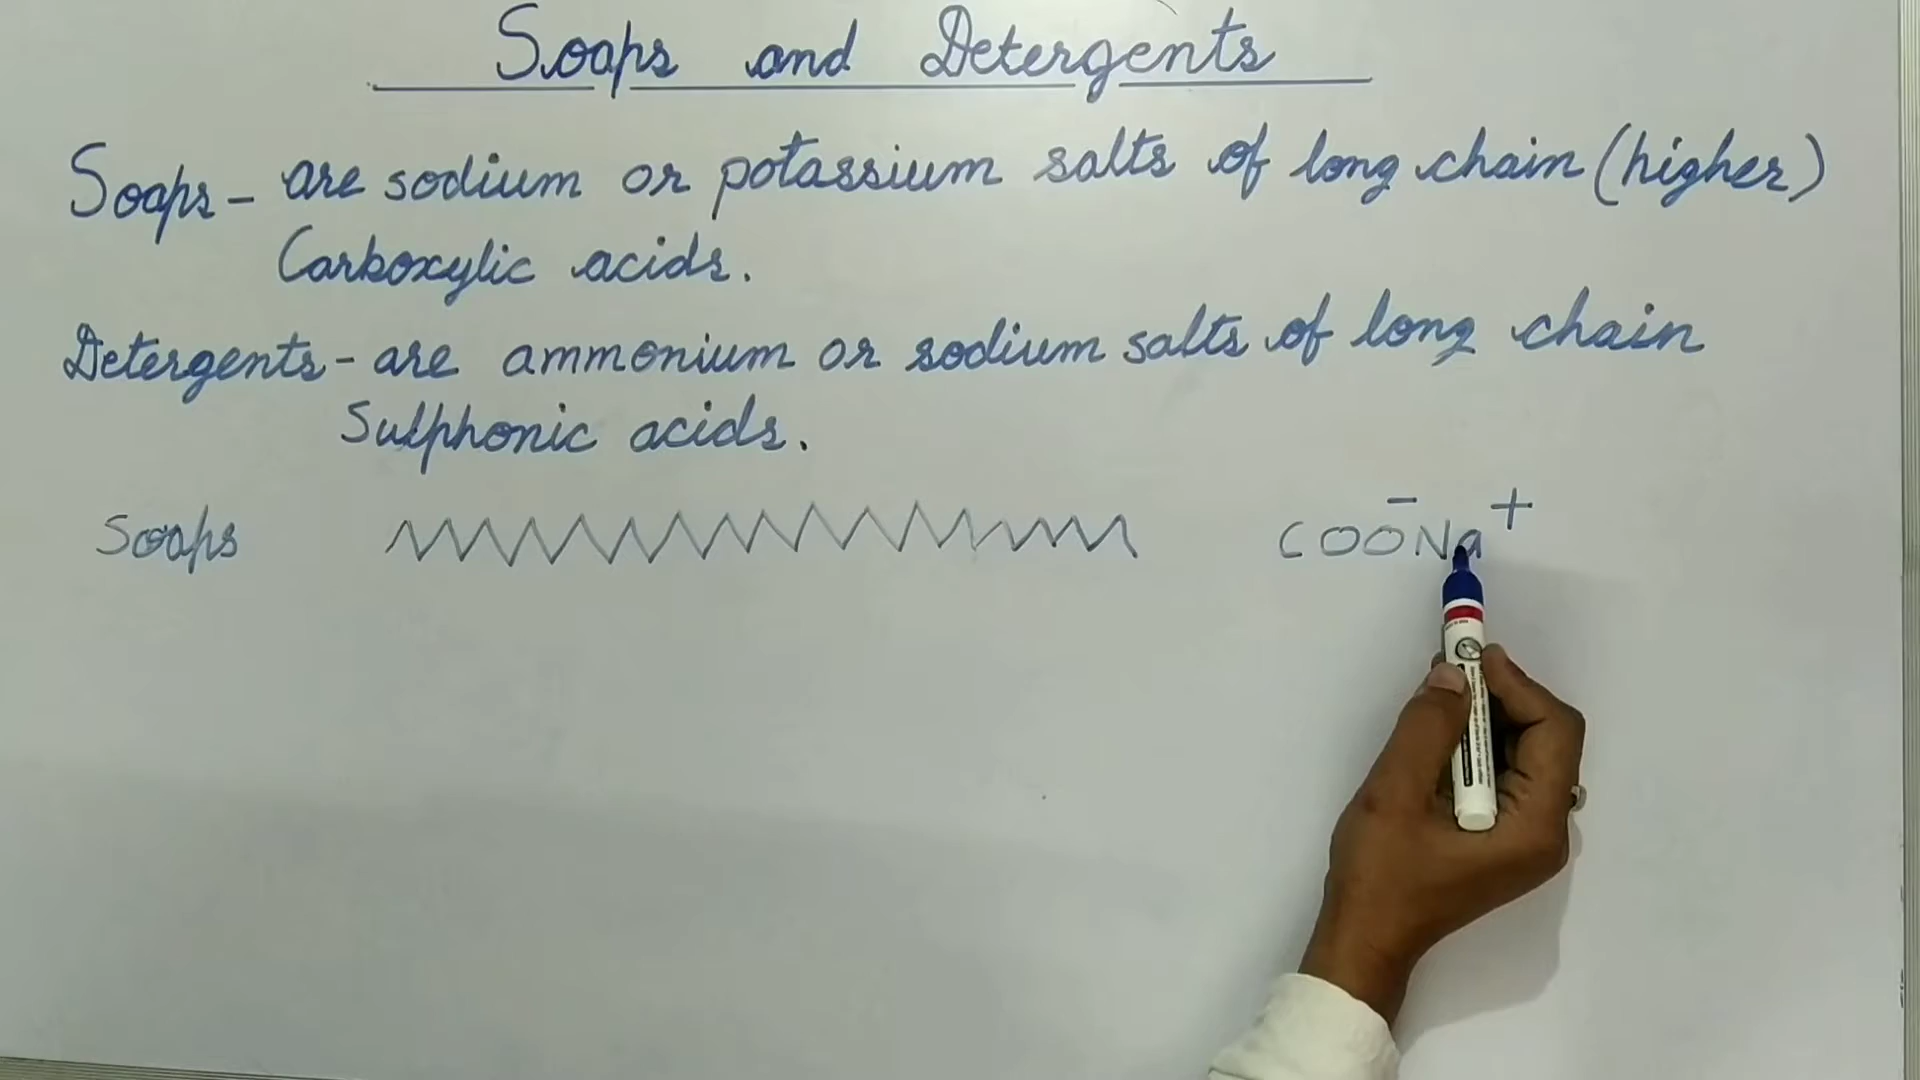 Soaps and Detergents
Soaps - are sodium or potassium salts of long chain (higher)
Carboxylic acids.
Detergents - are ammonium or sodium salts of long chain
Sulphonic acids.
Soaps COO⁻Na⁺